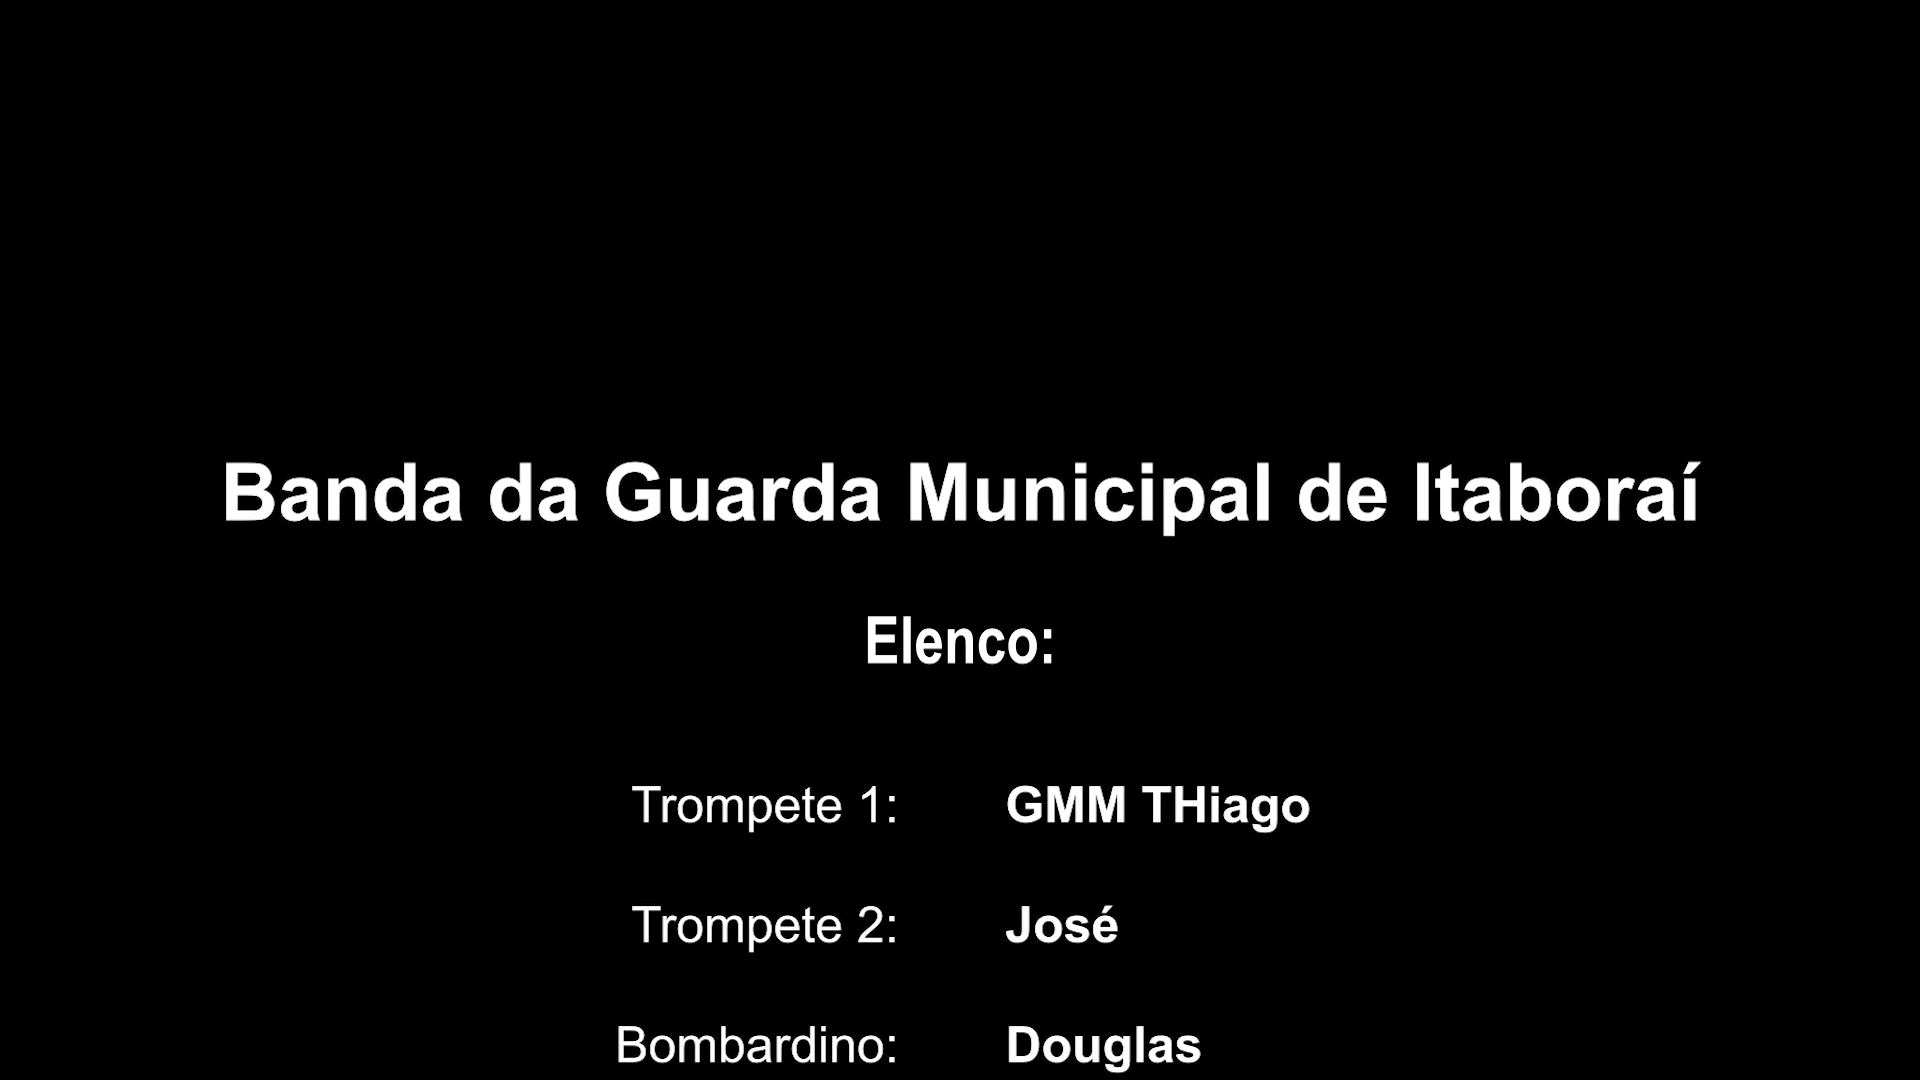 Banda da Guarda Municipal de Itaboraí
Elenco:
Trompete 1: GMM THiago
Trompete 2: José
Bombardino: Douglas